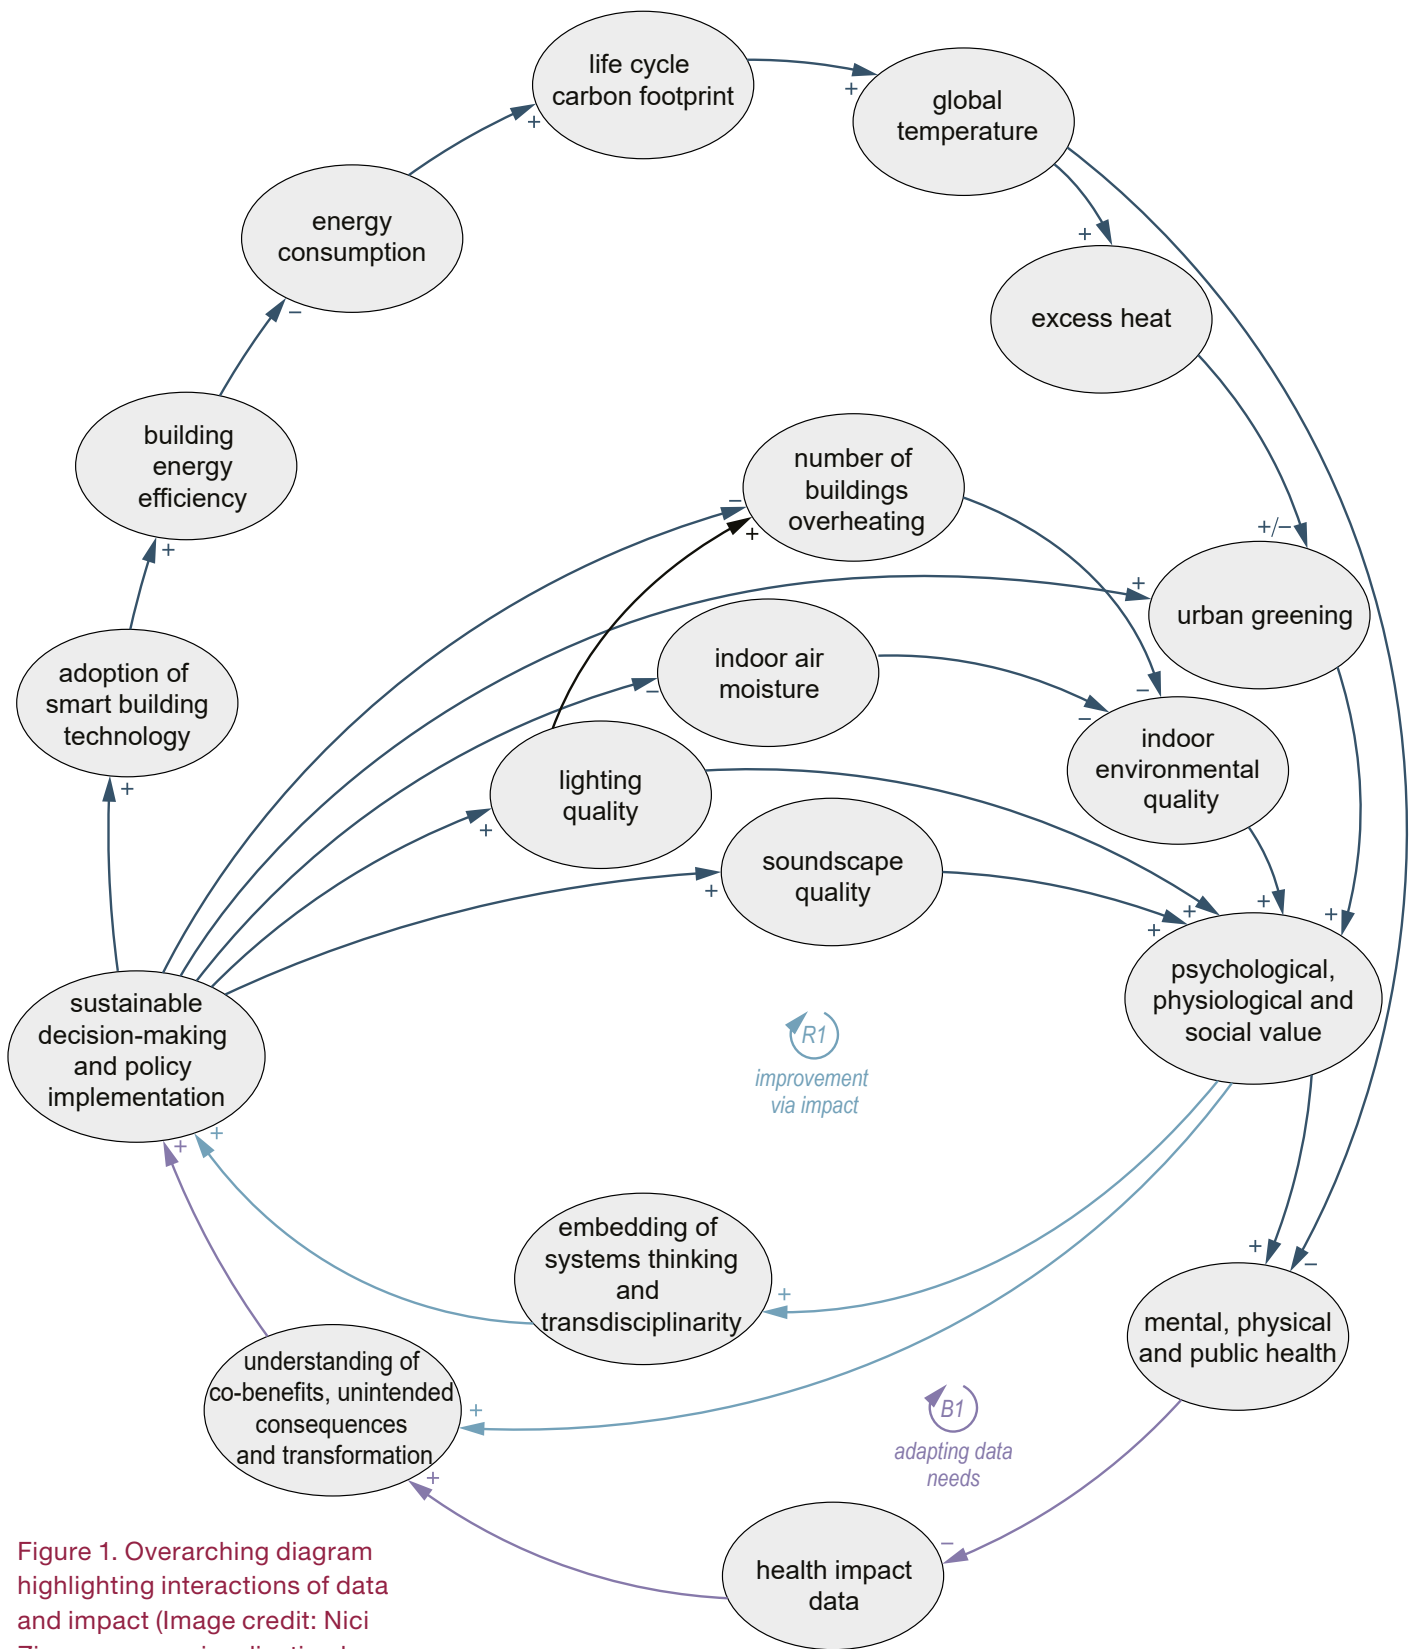 life cycle
carbon footprint
+
global
temperature
+
energy
consumption
+
excess heat
−
building
energy
efficiency
number of
buildings
overheating
−
+
+/−
urban greening
+
+
adoption of
smart building
technology
indoor air
moisture
−
−
−
indoor
environmental
quality
lighting
quality
+
+
soundscape
quality
+
+
+
+
+
psychological,
physiological and
social value
sustainable
decision-making
and policy
implementation
R1
improvement
via impact
+
+
embedding of
systems thinking
and
transdisciplinarity
+
+
−
mental, physical
and public health
understanding of
co-benefits, unintended
consequences
and transformation
+
+
B1
adapting data
needs
−
health impact
data
Figure 1. Overarching diagram
highlighting interactions of data
and impact (Image credit: Nici